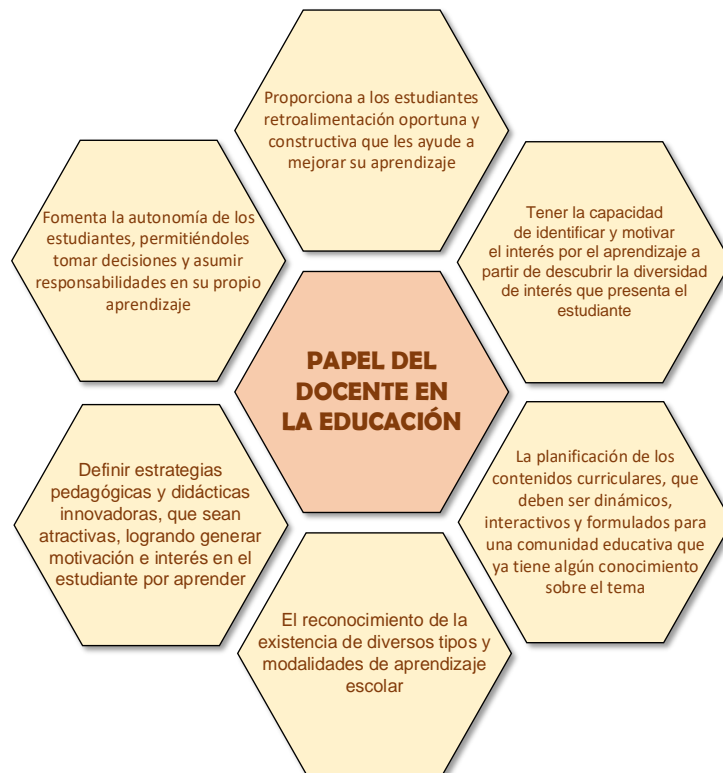 Proporciona a los estudiantes
retroalimentación oportuna y
constructiva que les ayude a
mejorar su aprendizaje
Tener la capacidad
de identificar y motivar
el interés por el aprendizaje a
partir de descubrir la diversidad
de interés que presenta el
estudiante
La planificación de los
contenidos curriculares, que
deben ser dinámicos,
interactivos y formulados para
una comunidad educativa que
ya tiene algún conocimiento
sobre el tema
El reconocimiento de la
existencia de diversos tipos y
modalidades de aprendizaje
escolar
Definir estrategias
pedagógicas y didácticas
innovadoras, que sean
atractivas, logrando generar
motivación e interés en el
estudiante por aprender
Fomenta la autonomía de los
estudiantes, permitiéndoles
tomar decisiones y asumir
responsabilidades en su propio
aprendizaje
PAPEL DEL
DOCENTE EN
LA EDUCACIÓN